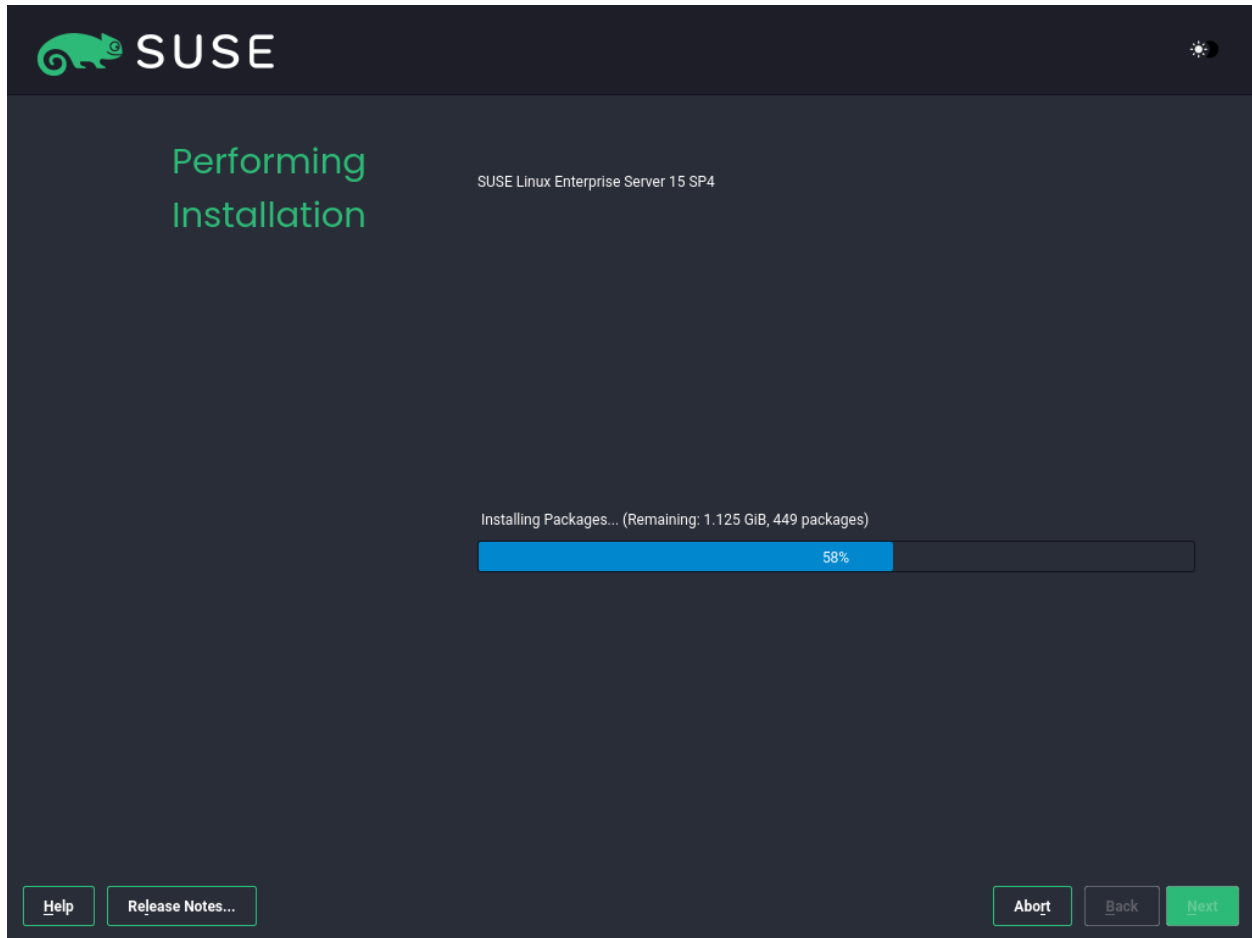 SUSE
Performing
Installation
SUSE Linux Enterprise Server 15 SP4
Installing Packages... (Remaining: 1.125 GiB, 449 packages)
58%
Help
Release Notes...
Abort
Back
Next